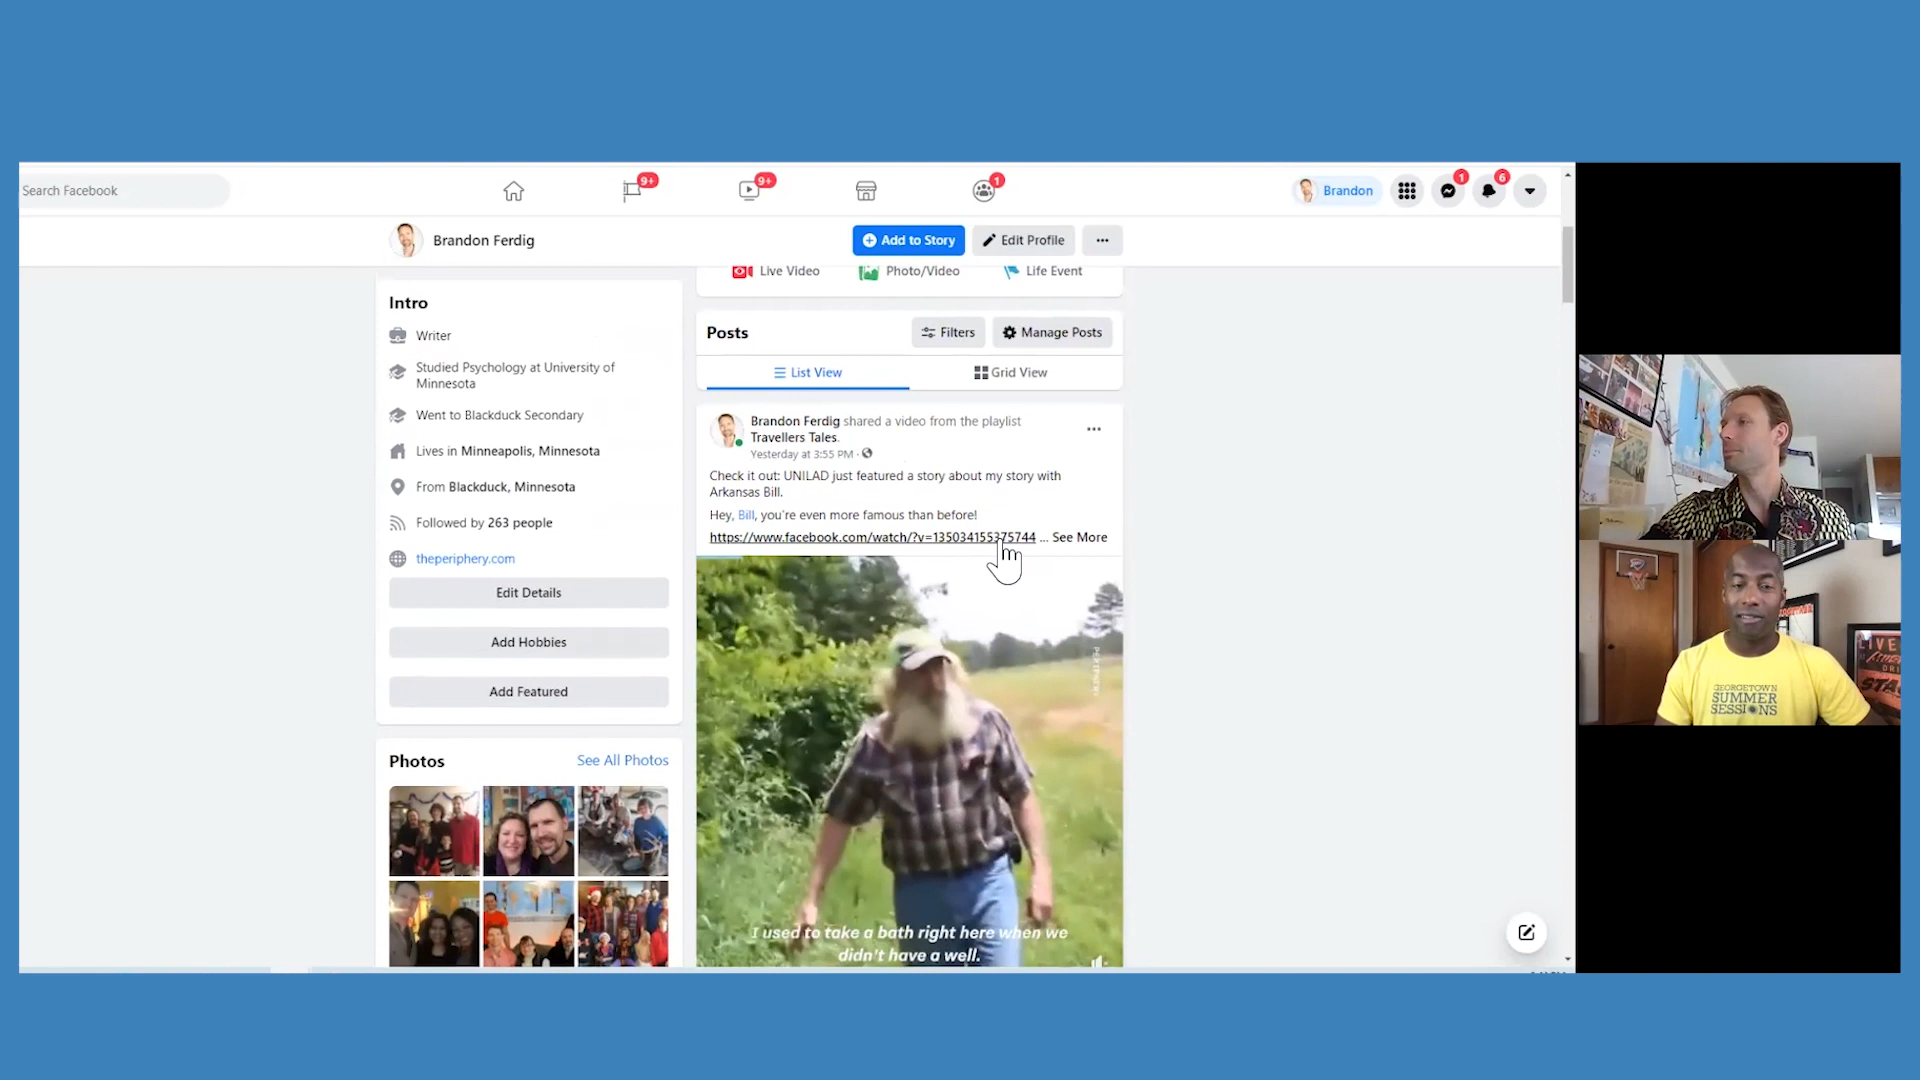 Search Facebook
9+
9+
1
Brandon
1
6
Brandon Ferdig
Add to Story
Edit Profile
Live Video
Photo/Video
Life Event
Intro
Writer
Studied Psychology at University of
Minnesota
Went to Blackduck Secondary
Lives in Minneapolis, Minnesota
From Blackduck, Minnesota
Followed by 263 people
theperiphery.com
Edit Details
Add Hobbies
Add Featured
Photos
See All Photos
Posts
Filters
Manage Posts
List View
Grid View
Brandon Ferdig shared a video from the playlist
Travellers Tales.
Yesterday at 3:55 PM ·
Check it out: UNILAD just featured a story about my story with
Arkansas Bill.
Hey, Bill, you're even more famous than before!
https://www.facebook.com/watch/?v=135034155375744 ... See More
I used to take a bath right here when we
didn't have a well.
GEORGETOWN
SUMMER
SESSIONS
LIVE